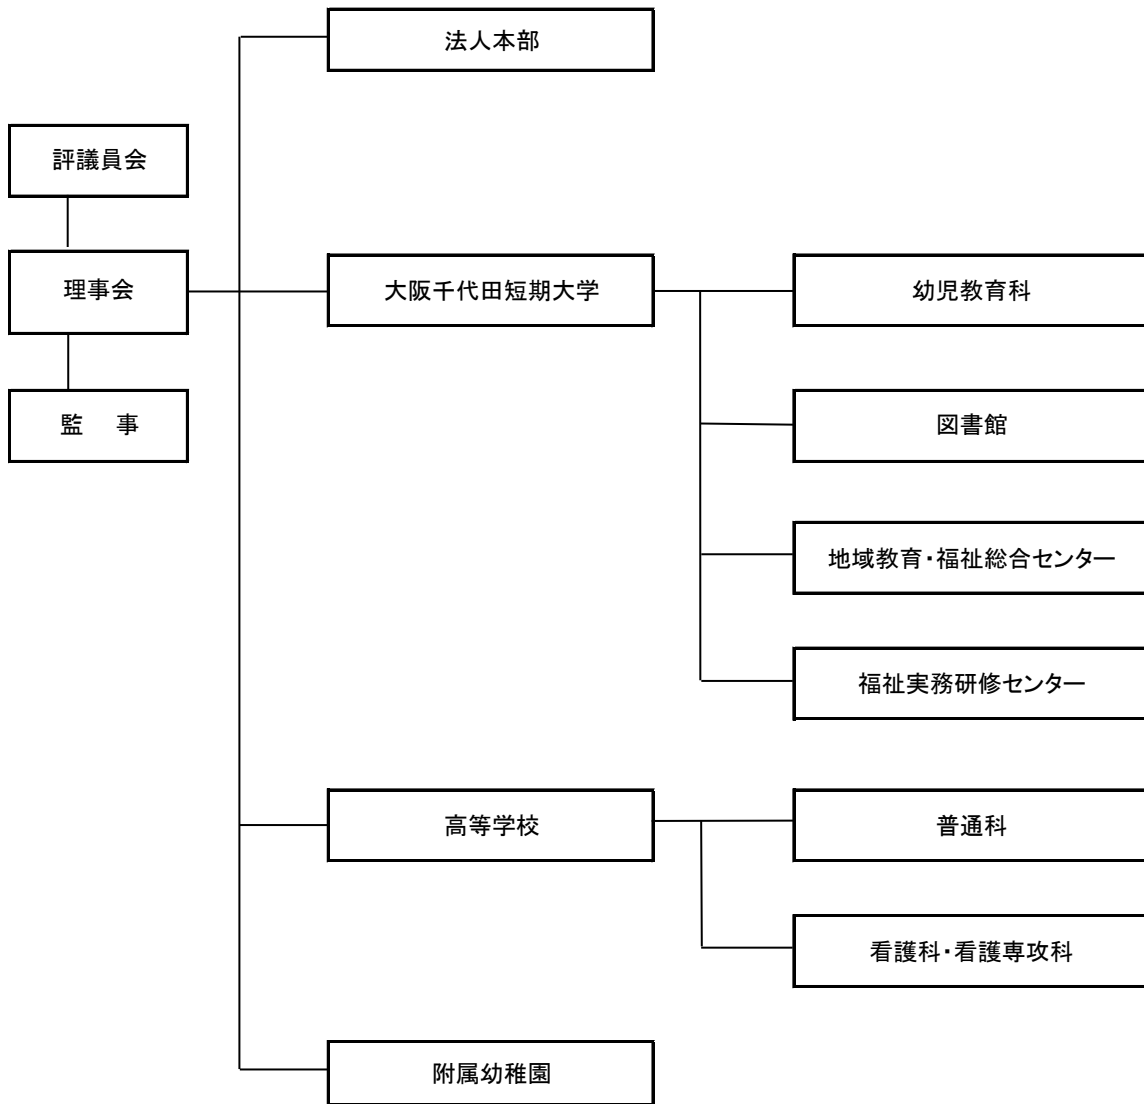 法人本部
評議員会
理事会
監　事
大阪千代田短期大学
幼児教育科
図書館
地域教育・福祉総合センター
福祉実務研修センター
高等学校
普通科
看護科・看護専攻科
附属幼稚園